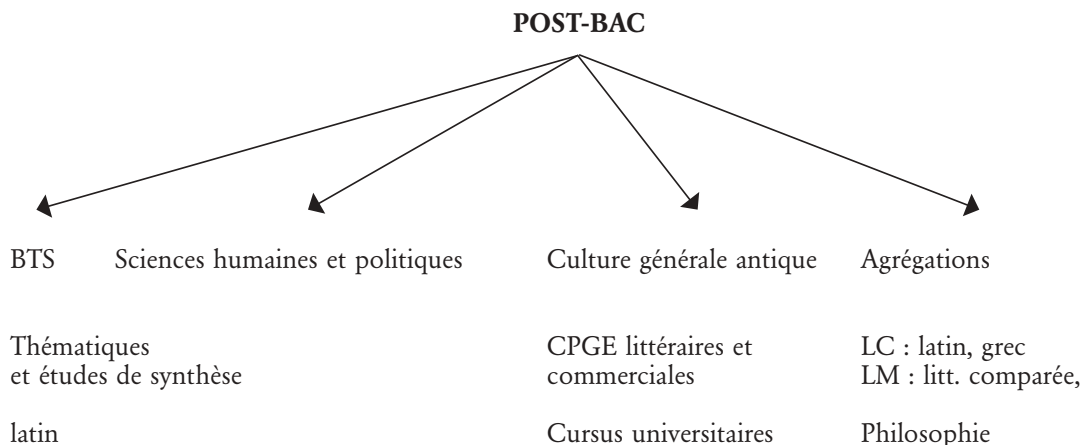 POST-BAC
BTS
Sciences humaines et politiques
Culture générale antique
Agrégations
Thématiques
et études de synthèse
CPGE littéraires et
commerciales
LC : latin, grec
LM : litt. comparée,
latin
Cursus universitaires
Philosophie